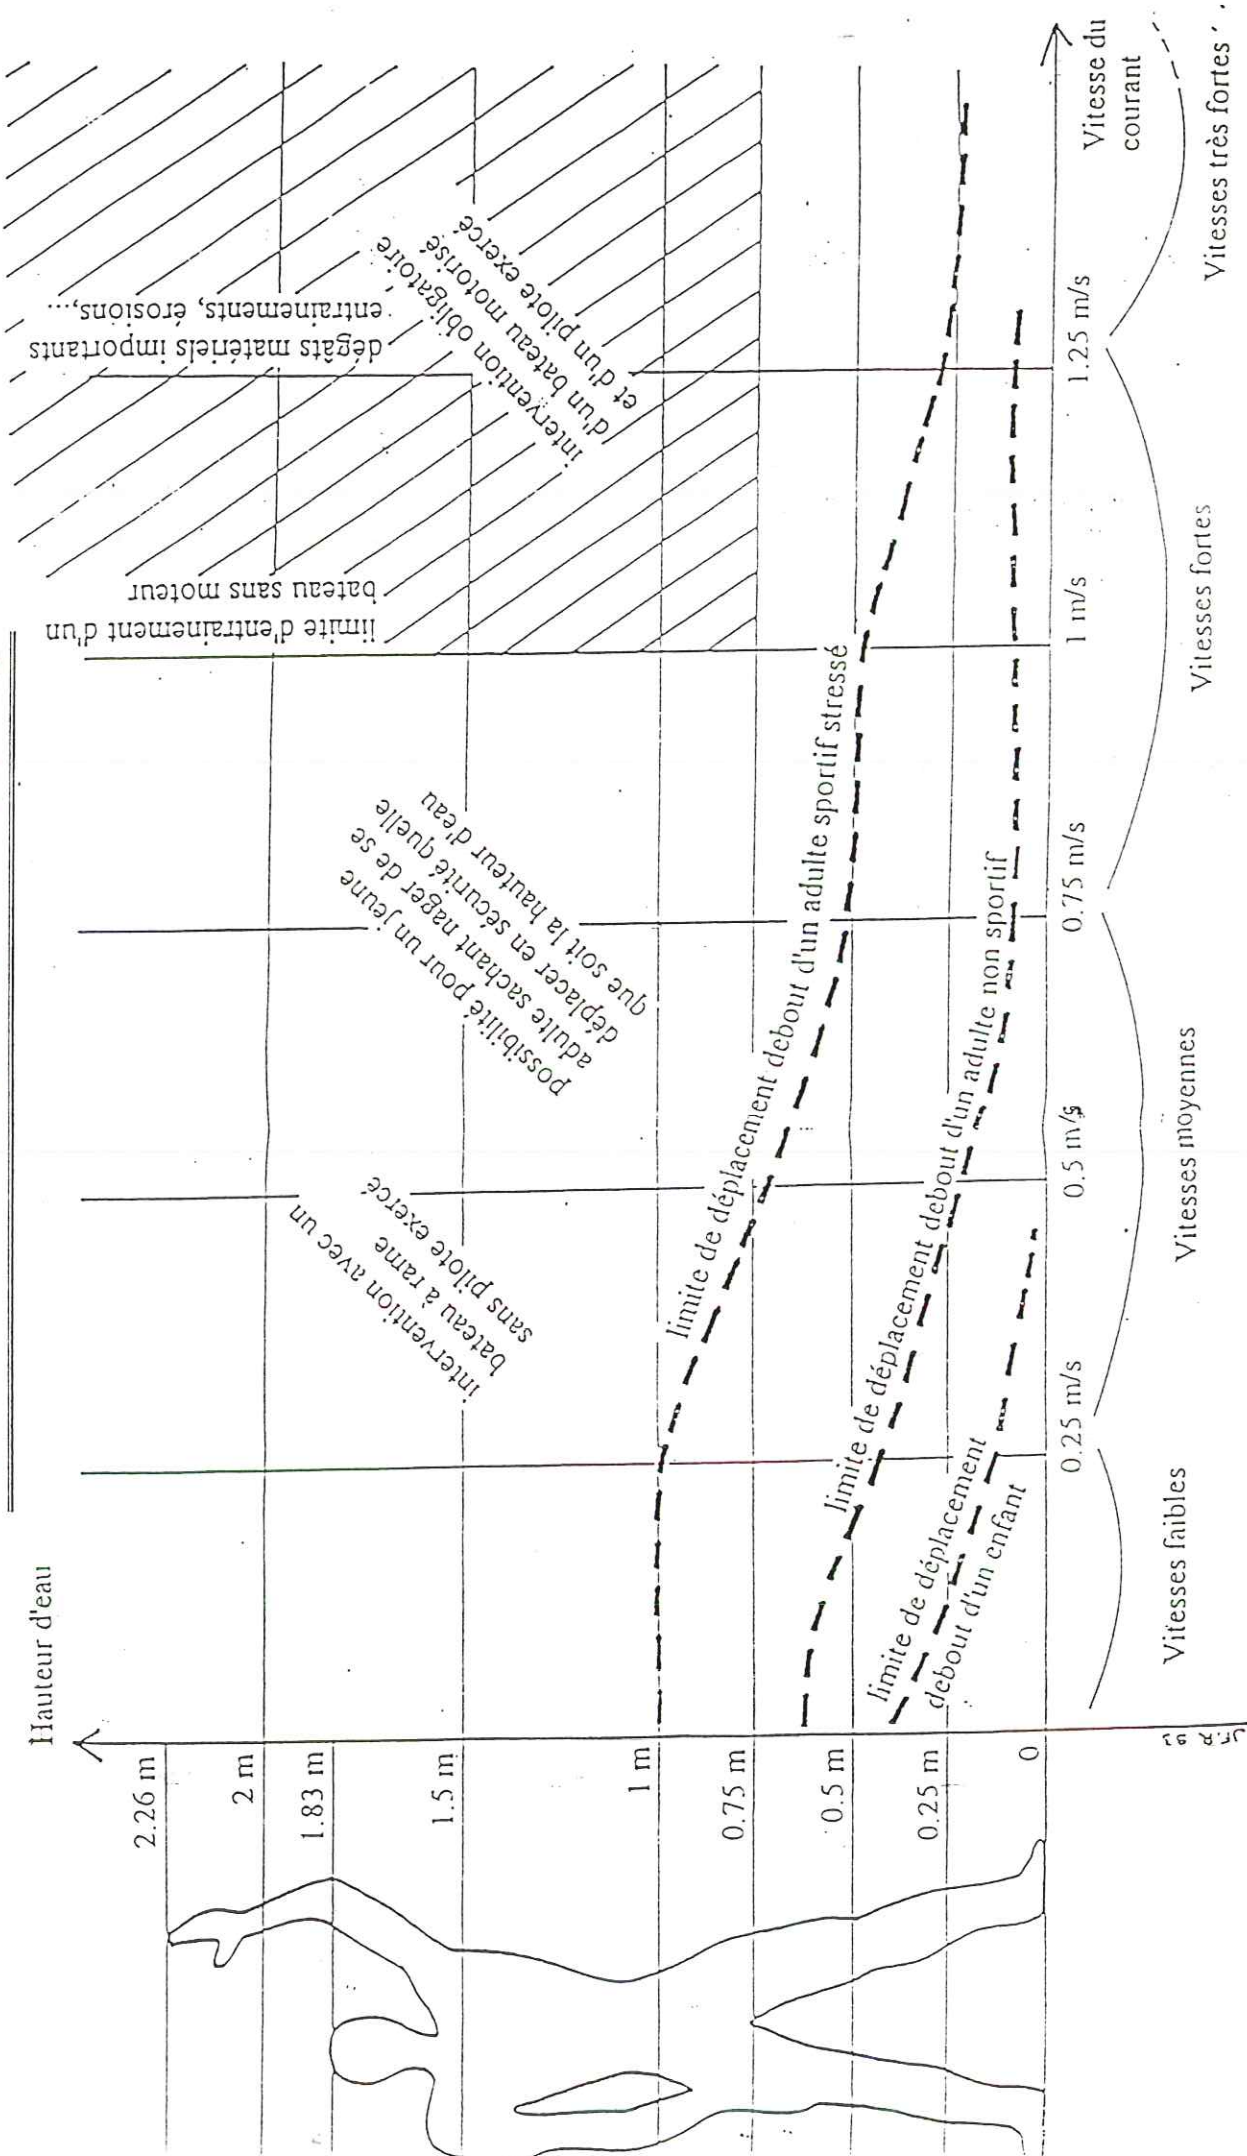 Hauteur d'eau
2.26 m
2 m
1.83 m
1.5 m
1 m
0.75 m
0.5 m
0.25 m
0
intervention avec un
bateau à rame
sans pilote exercé
possibilité pour un jeune
adulte sachant nager de se
déplacer en sécurité quelle
que soit la hauteur d'eau
limite d'entrainement d'un
bateau sans moteur
dégâts matériels importants
entrainements, érosions,...
intervention obligatoire
d'un bateau motorisé
et d'un pilote exercé
limite de déplacement debout d'un adulte sportif stressé
limite de déplacement debout d'un adulte non sportif
limite de déplacement
debout d'un enfant
0.25 m/s
0.5 m/s
0.75 m/s
1 m/s
1.25 m/s
Vitesse du
courant
Vitesses faibles
Vitesses moyennes
Vitesses fortes
Vitesses très fortes
J.F.R 93